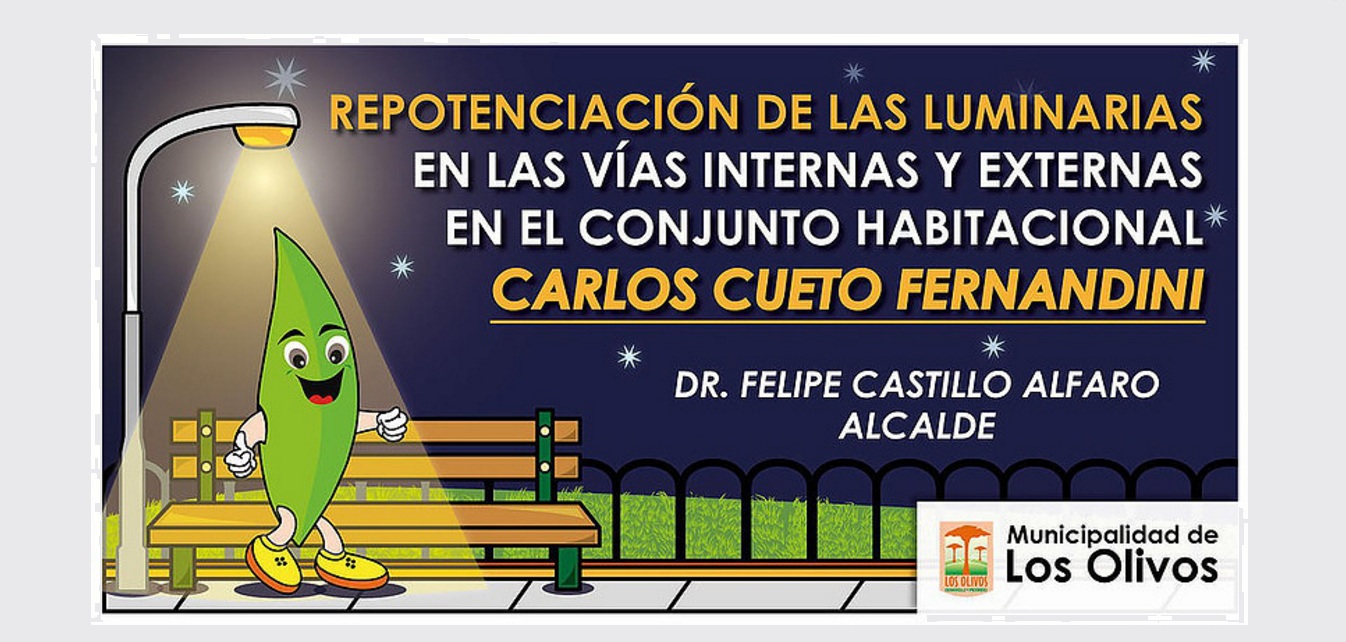 REPOTENCIACIÓN DE LAS LUMINARIAS
EN LAS VÍAS INTERNAS Y EXTERNAS
EN EL CONJUNTO HABITACIONAL
CARLOS CUETO FERNANDINI
DR. FELIPE CASTILLO ALFARO
ALCALDE
LOS OLIVOS
Municipalidad de
Los Olivos